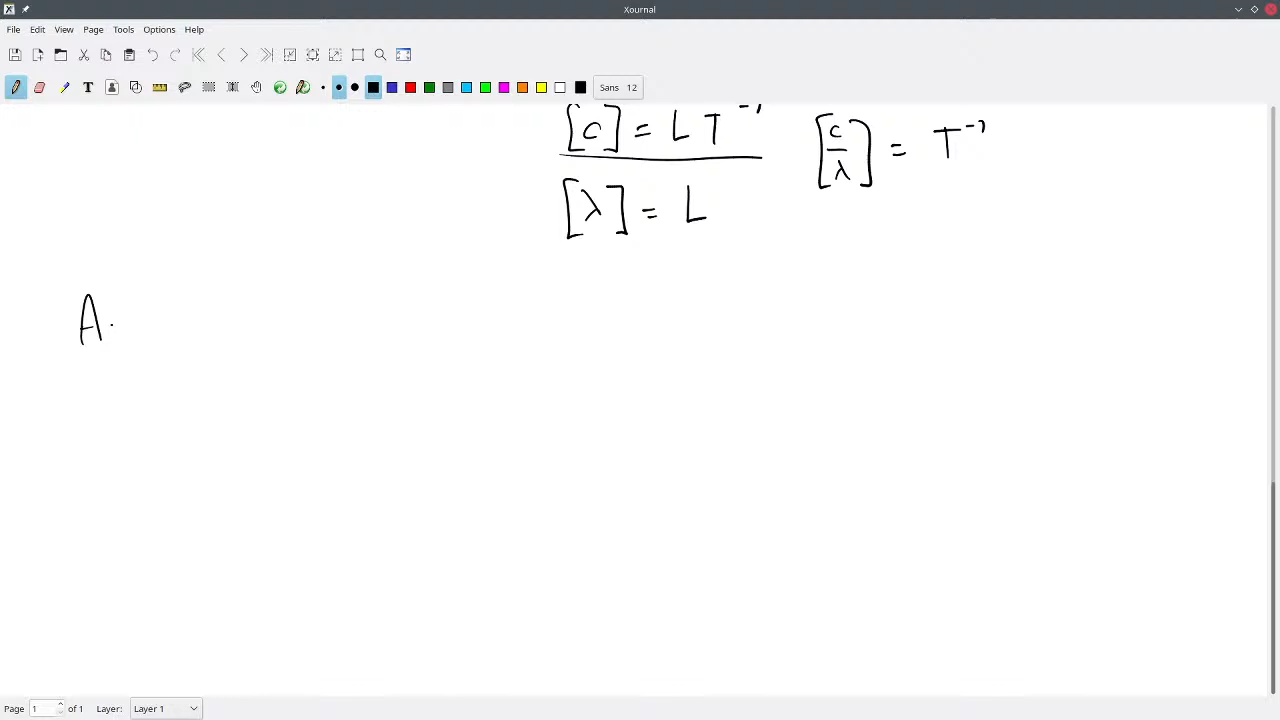 Xournal
File Edit View Page Tools Options Help
T Sans 12
[c] = L T⁻¹
[c/λ] = T⁻¹
[λ] = L
A.
Page 1 of 1 Layer: Layer 1